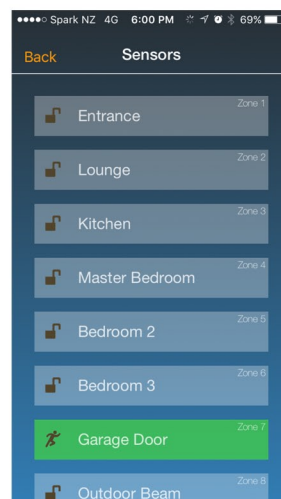 Spark NZ 4G 6:00 PM 69%
Back Sensors
Zone 1
Entrance
Zone 2
Lounge
Zone 3
Kitchen
Zone 4
Master Bedroom
Zone 5
Bedroom 2
Zone 6
Bedroom 3
Zone 7
Garage Door
Zone 8
Outdoor Beam